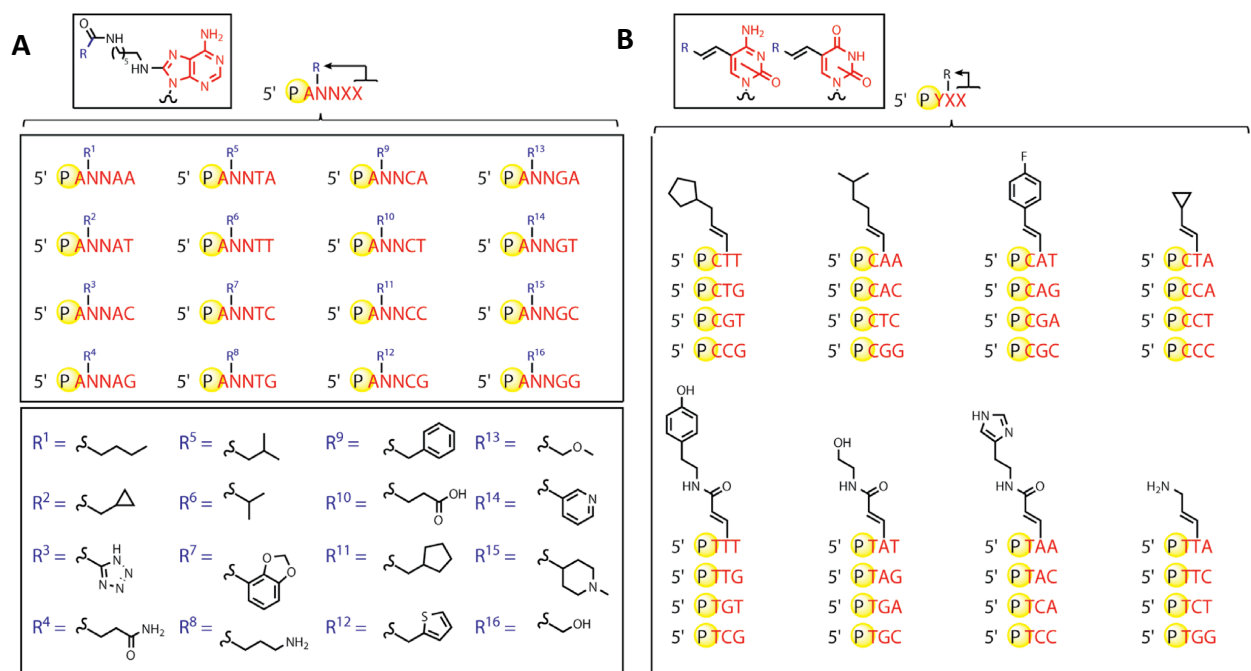 A
B
O
NH
R
5
NH
N
N
N
N
NH₂
R
5' P ANNXX
R
NH₂
N
N
O
R
O
NH
N
O
R
5' P YXX
R¹ R⁵ R⁹ R¹³
5' P ANNAA 5' P ANNTA 5' P ANNCA 5' P ANNGA
R² R⁶ R¹⁰ R¹⁴
5' P ANNAT 5' P ANNTT 5' P ANNCT 5' P ANNGT
R³ R⁷ R¹¹ R¹⁵
5' P ANNAC 5' P ANNTC 5' P ANNCC 5' P ANNGC
R⁴ R⁸ R¹² R¹⁶
5' P ANNAG 5' P ANNTG 5' P ANNCG 5' P ANNGG
R¹ = R⁵ = R⁹ = R¹³ = O
R² = R⁶ = R¹⁰ = OH O R¹⁴ = N
R³ = H N N N N R⁷ = O O R¹¹ = R¹⁵ = N
R⁴ = NH₂ O R⁸ = NH₂ R¹² = S R¹⁶ = OH
F
5' P CTT 5' P CAA 5' P CAT 5' P CTA
5' P CTG 5' P CAC 5' P CAG 5' P CCA
5' P CGT 5' P CTC 5' P CGA 5' P CCT
5' P CCG 5' P CGG 5' P CGC 5' P CCC
OH
HN O
OH
HN O
HN N
HN O
H₂N
5' P TTT 5' P TAT 5' P TAA 5' P TTA
5' P TTG 5' P TAG 5' P TAC 5' P TTC
5' P TGT 5' P TGA 5' P TCA 5' P TCT
5' P TCG 5' P TGC 5' P TCC 5' P TGG